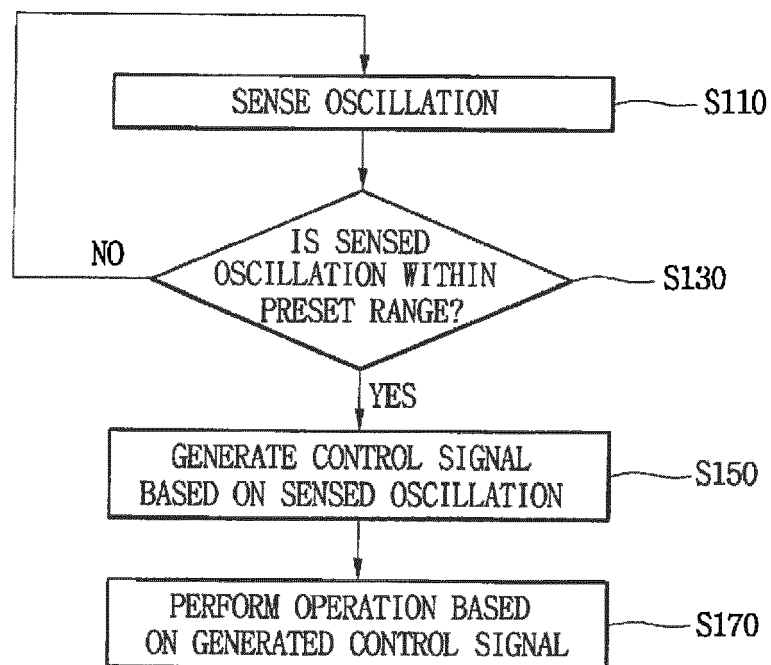 SENSE OSCILLATION
S110
IS SENSED
OSCILLATION WITHIN
PRESET RANGE?
S130
NO
YES
GENERATE CONTROL SIGNAL
BASED ON SENSED OSCILLATION
S150
PERFORM OPERATION BASED
ON GENERATED CONTROL SIGNAL
S170